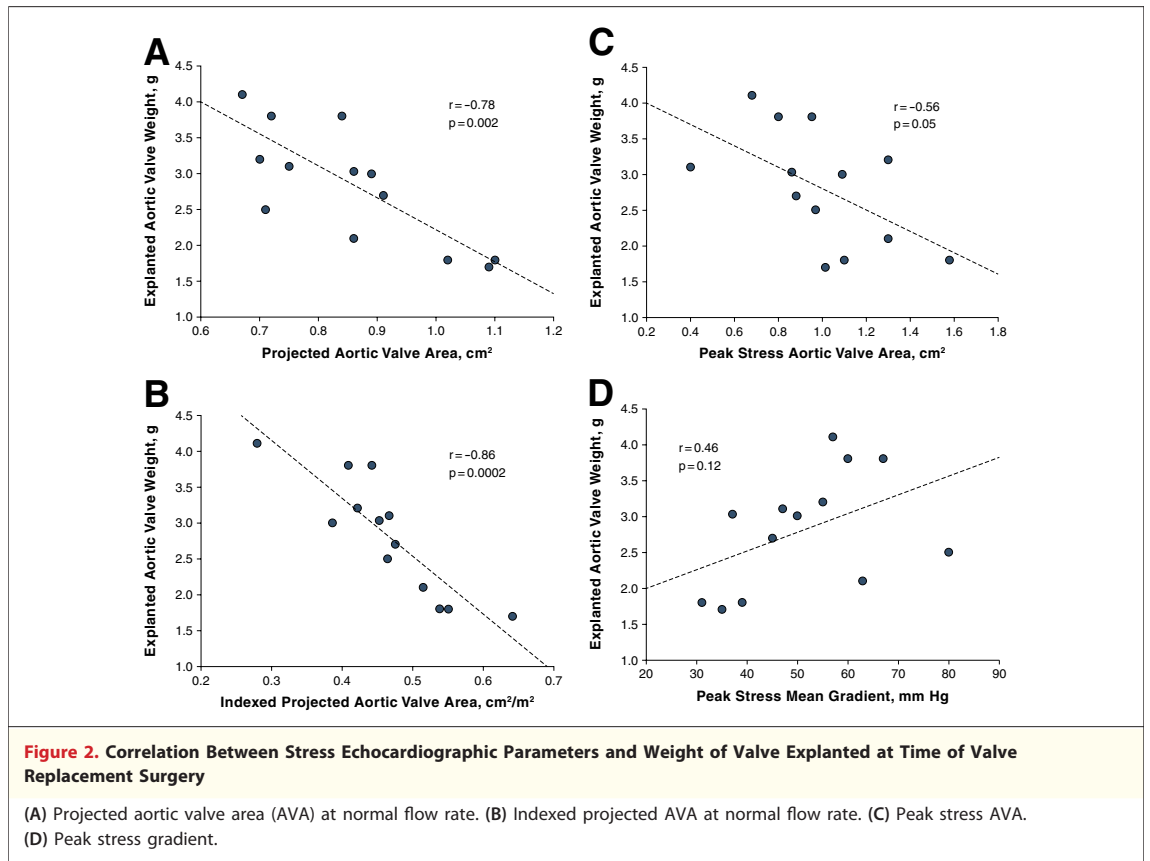 A
Explanted Aortic Valve Weight, g
4.5
4.0
3.5
3.0
2.5
2.0
1.5
1.0
r=−0.78
p=0.002
0.6 0.7 0.8 0.9 1.0 1.1 1.2
Projected Aortic Valve Area, cm²
C
Explanted Aortic Valve Weight, g
4.5
4.0
3.5
3.0
2.5
2.0
1.5
1.0
r=−0.56
p=0.05
0.2 0.4 0.6 0.8 1.0 1.2 1.4 1.6 1.8
Peak Stress Aortic Valve Area, cm²
B
Explanted Aortic Valve Weight, g
4.5
4.0
3.5
3.0
2.5
2.0
1.5
1.0
r=−0.86
p=0.0002
0.2 0.3 0.4 0.5 0.6 0.7
Indexed Projected Aortic Valve Area, cm²/m²
D
Explanted Aortic Valve Weight, g
4.5
4.0
3.5
3.0
2.5
2.0
1.5
1.0
r=0.46
p=0.12
20 30 40 50 60 70 80 90
Peak Stress Mean Gradient, mm Hg
Figure 2. Correlation Between Stress Echocardiographic Parameters and Weight of Valve Explanted at Time of Valve
Replacement Surgery
(A) Projected aortic valve area (AVA) at normal flow rate. (B) Indexed projected AVA at normal flow rate. (C) Peak stress AVA.
(D) Peak stress gradient.